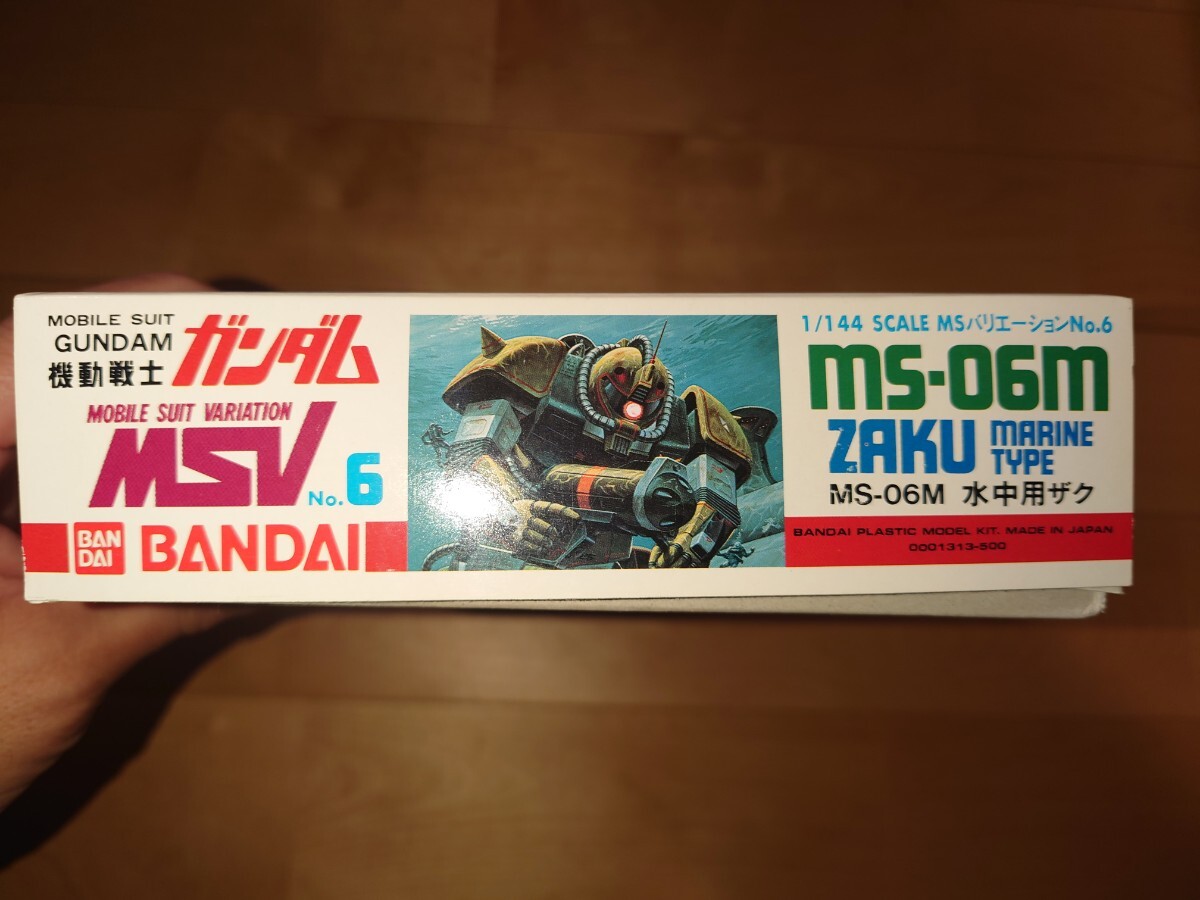 MOBILE SUIT
GUNDAM
機動戦士
ガンダム
MOBILE SUIT VARIATION
MSV
No.6
BAN
DAI
BANDAI
1/144 SCALE MSバリエーションNo.6
MS-06M
ZAKU MARINE
TYPE
MS-06M 水中用ザク
BANDAI PLASTIC MODEL KIT. MADE IN JAPAN
0001313-500